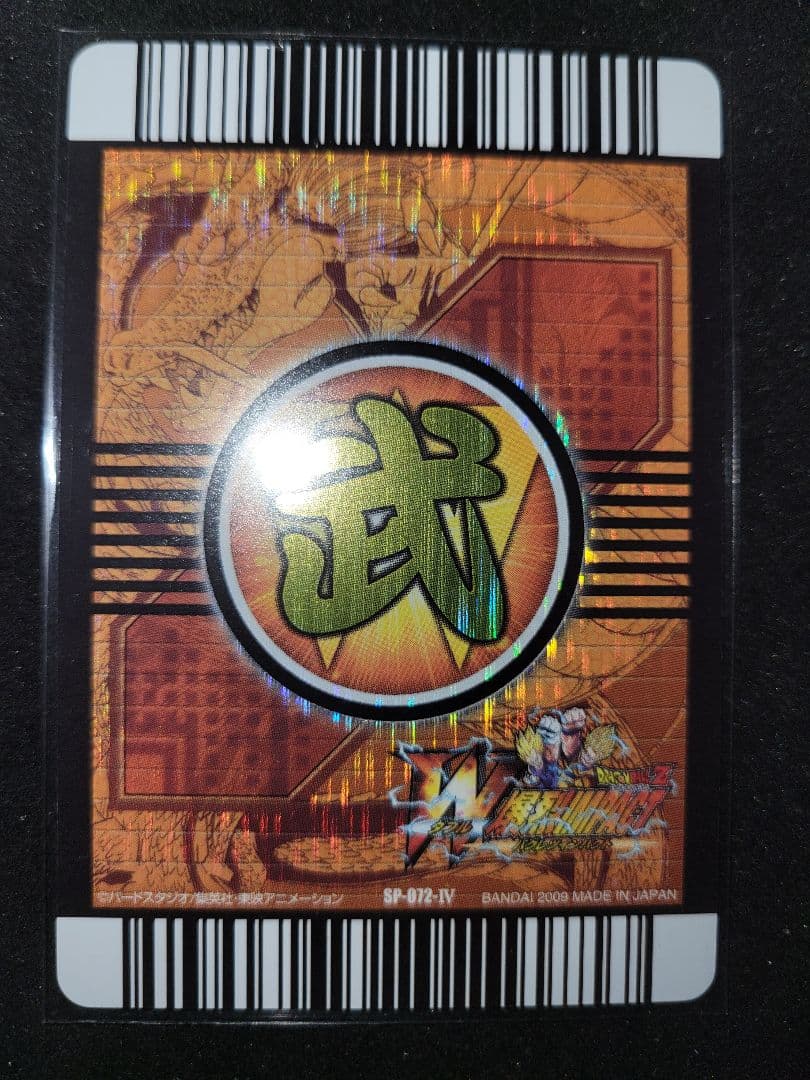 武
DRAGON BALL Z
W爆烈IMPACT
ダブル バクレツインパクト
©バードスタジオ/集英社・東映アニメーション SP-072-IV BANDAI 2009 MADE IN JAPAN